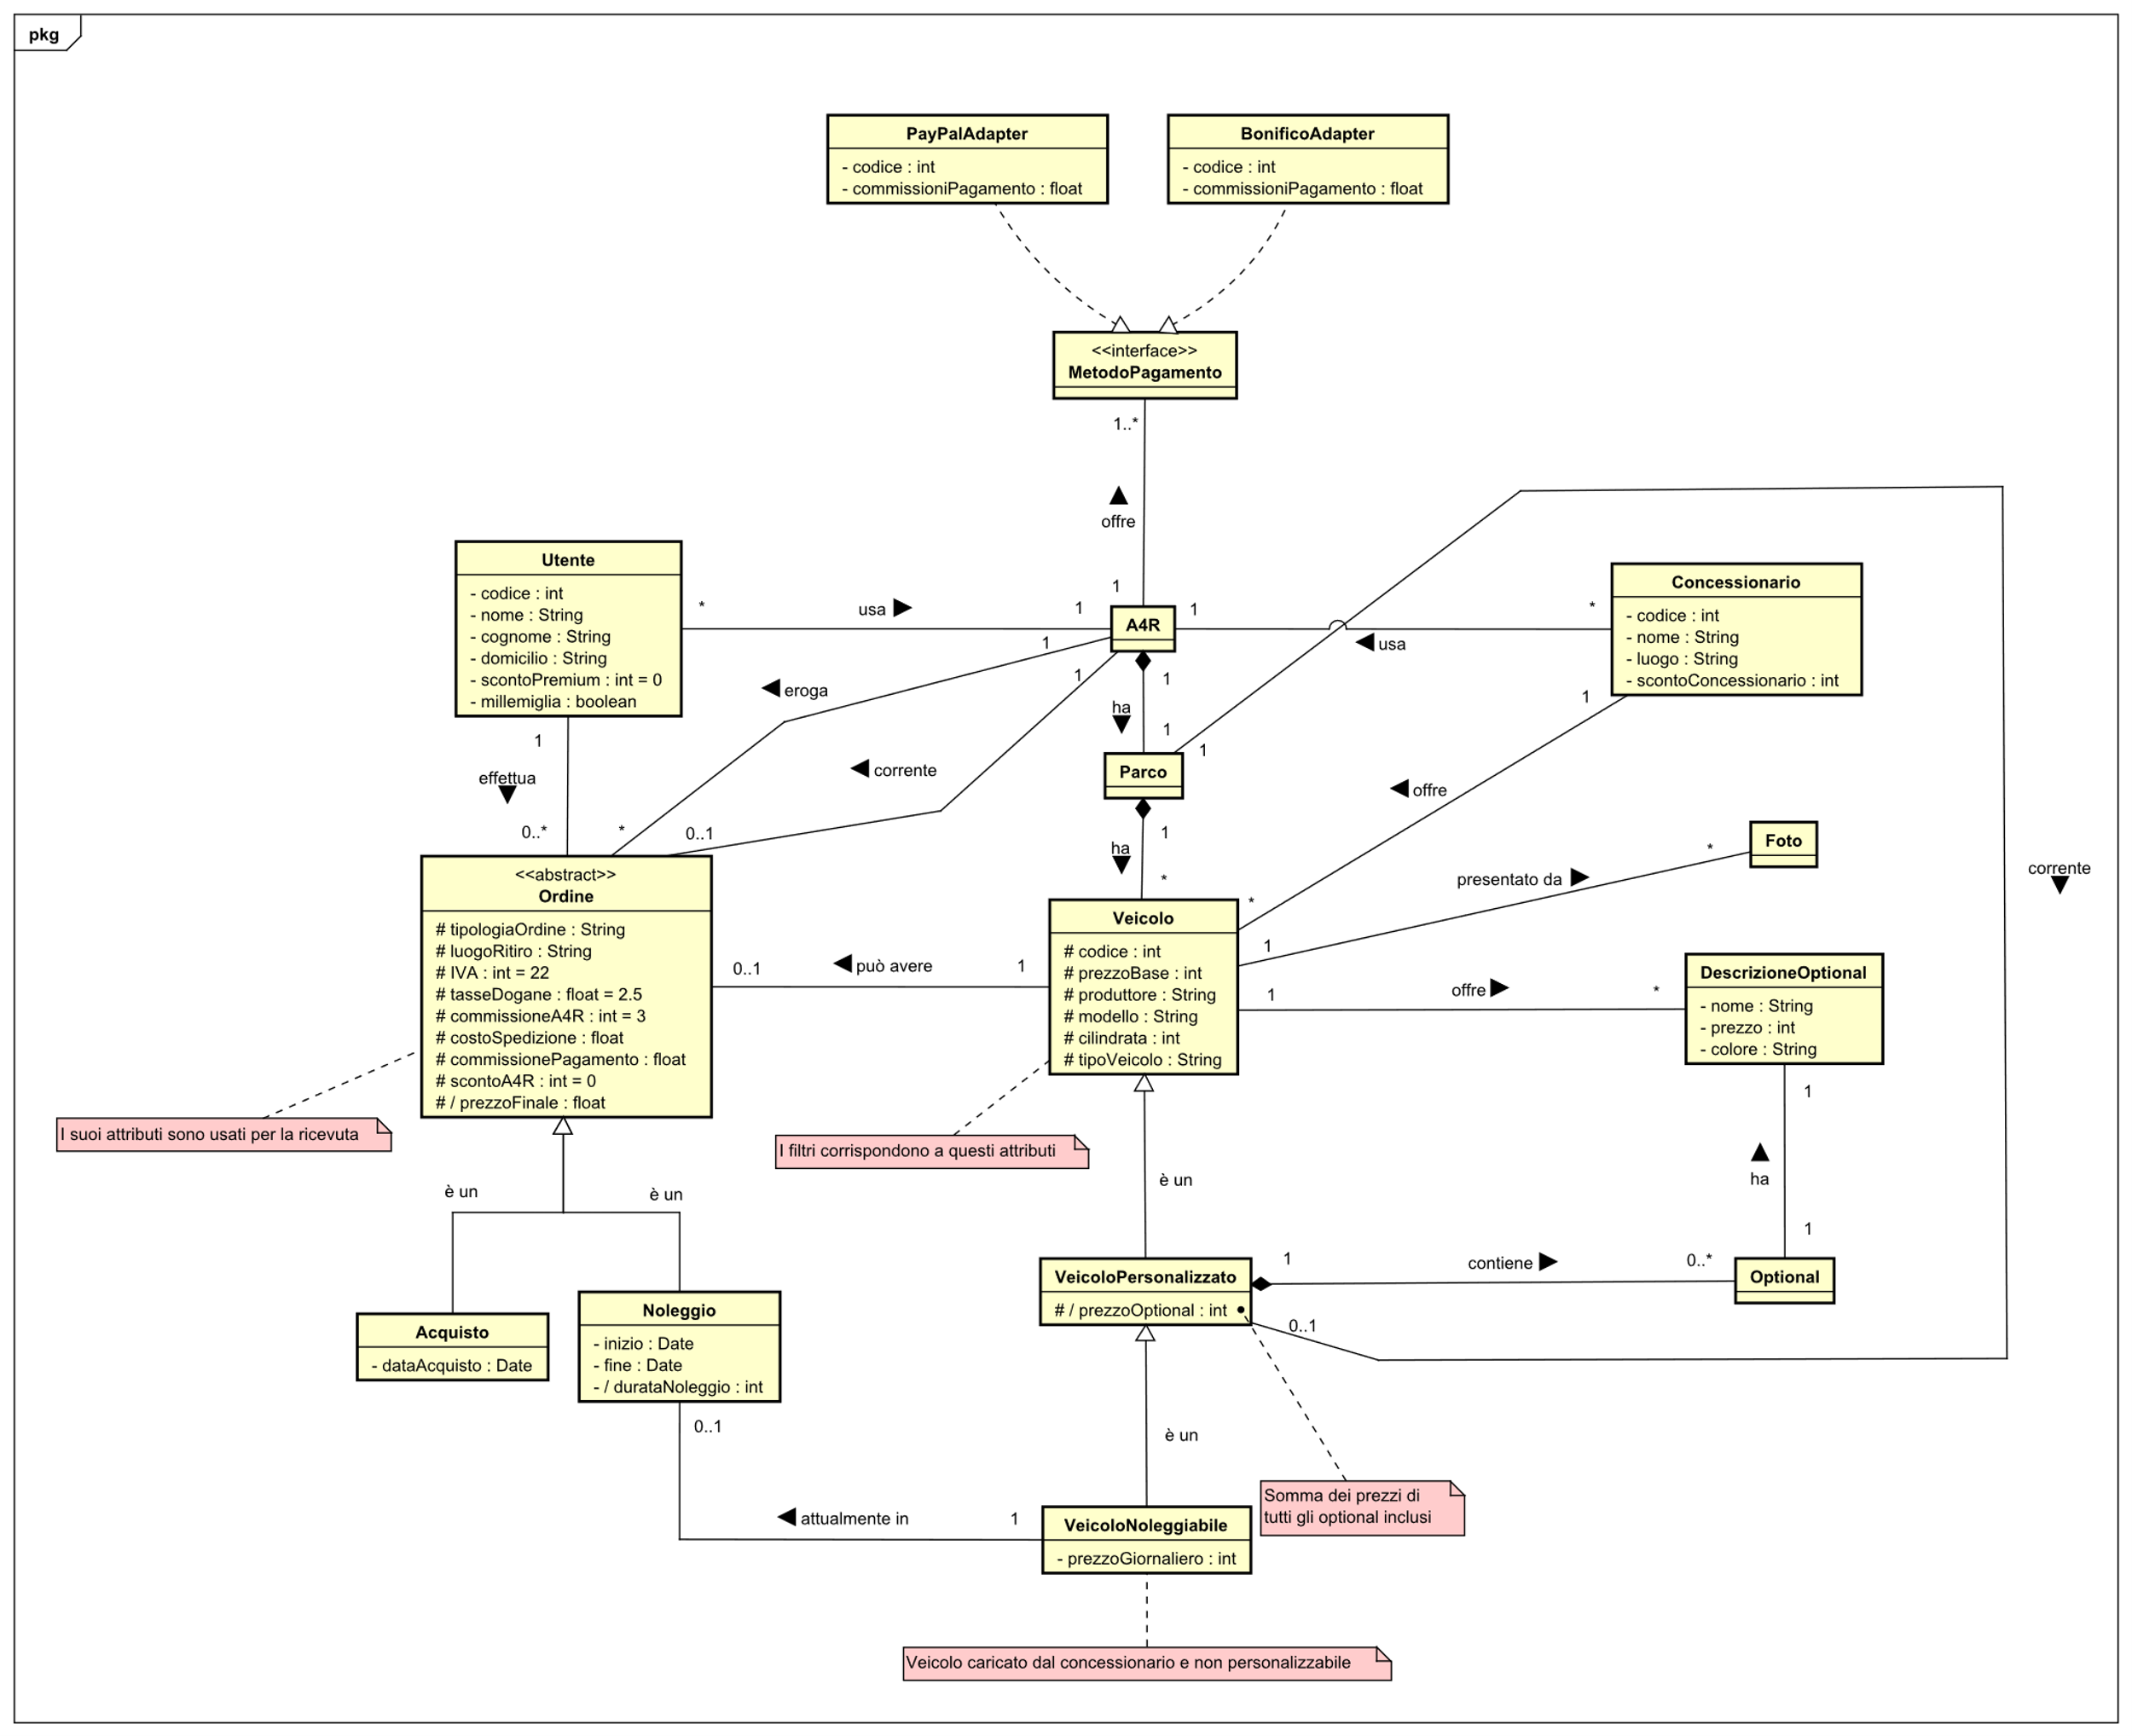 pkg
PayPalAdapter
- codice : int
- commissioniPagamento : float
BonificoAdapter
- codice : int
- commissioniPagamento : float
<<interface>>
MetodoPagamento
1..*
offre
1
Utente
- codice : int
- nome : String
- cognome : String
- domicilio : String
- scontoPremium : int = 0
- millemiglia : boolean
*
usa
1
A4R
1
usa
*
Concessionario
- codice : int
- nome : String
- luogo : String
- scontoConcessionario : int
1
eroga
*
1
corrente
0..1
1
ha
1
Parco
1
corrente
0..1
1
effettua
0..*
1
ha
*
1
offre
*
Foto
*
presentato da
1
<<abstract>>
Ordine
# tipologiaOrdine : String
# luogoRitiro : String
# IVA : int = 22
# tasseDogane : float = 2.5
# commissioneA4R : int = 3
# costoSpedizione : float
# commissionePagamento : float
# scontoA4R : int = 0
# / prezzoFinale : float
0..1
può avere
1
Veicolo
# codice : int
# prezzoBase : int
# produttore : String
# modello : String
# cilindrata : int
# tipoVeicolo : String
1
offre
*
DescrizioneOptional
- nome : String
- prezzo : int
- colore : String
I suoi attributi sono usati per la ricevuta
I filtri corrispondono a questi attributi
1
ha
1
è un
è un
è un
Acquisto
- dataAcquisto : Date
Noleggio
- inizio : Date
- fine : Date
- / durataNoleggio : int
VeicoloPersonalizzato
# / prezzoOptional : int
1
contiene
0..*
Optional
0..1
attualmente in
1
è un
Somma dei prezzi di
tutti gli optional inclusi
VeicoloNoleggiabile
- prezzoGiornaliero : int
Veicolo caricato dal concessionario e non personalizzabile